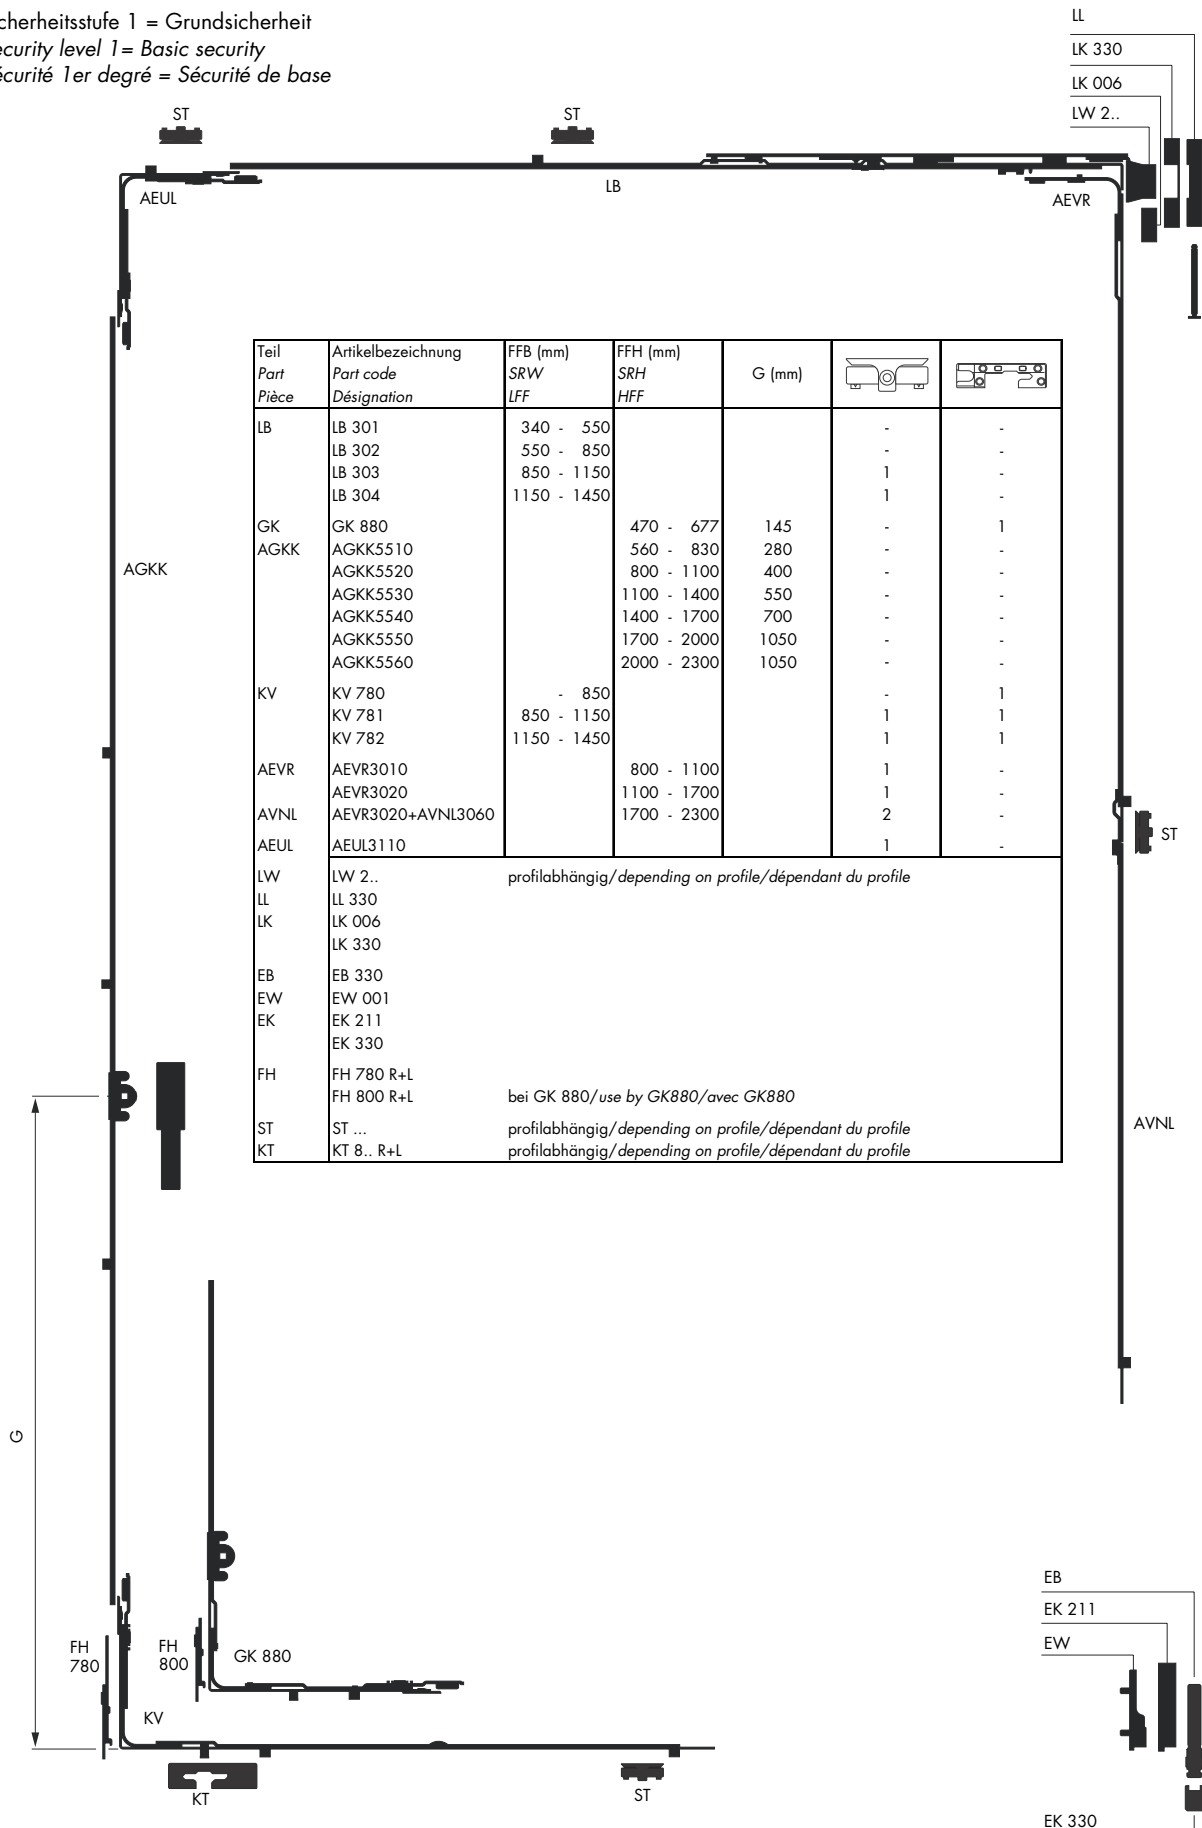 cherheitsstufe 1 = Grundsicherheit
ecurity level 1= Basic security
écurité 1er degré = Sécurité de base
LL
LK 330
LK 006
LW 2..
ST
ST
AEUL
LB
AEVR
Teil Artikelbezeichnung FFB (mm) FFH (mm)
Part Part code SRW SRH G (mm)
Pièce Désignation LFF HFF
LB LB 301 340 - 550 - -
LB 302 550 - 850 - -
LB 303 850 - 1150 1 -
LB 304 1150 - 1450 1 -
GK GK 880 470 - 677 145 - 1
AGKK AGKK5510 560 - 830 280 - -
AGKK5520 800 - 1100 400 - -
AGKK5530 1100 - 1400 550 - -
AGKK5540 1400 - 1700 700 - -
AGKK5550 1700 - 2000 1050 - -
AGKK5560 2000 - 2300 1050 - -
KV KV 780 - 850 - 1
KV 781 850 - 1150 1 1
KV 782 1150 - 1450 1 1
AEVR AEVR3010 800 - 1100 1 -
AEVR3020 1100 - 1700 1 -
AVNL AEVR3020+AVNL3060 1700 - 2300 2 -
AEUL AEUL3110 1 -
LW LW 2.. profilabhängig/depending on profile/dépendant du profile
LL LL 330
LK LK 006
LK 330
EB EB 330
EW EW 001
EK EK 211
EK 330
FH FH 780 R+L
FH 800 R+L bei GK 880/use by GK880/avec GK880
ST ST ... profilabhängig/depending on profile/dépendant du profile
KT KT 8.. R+L profilabhängig/depending on profile/dépendant du profile
AGKK
ST
AVNL
G
FH
780
FH
800
GK 880
KV
KT
ST
EB
EK 211
EW
EK 330